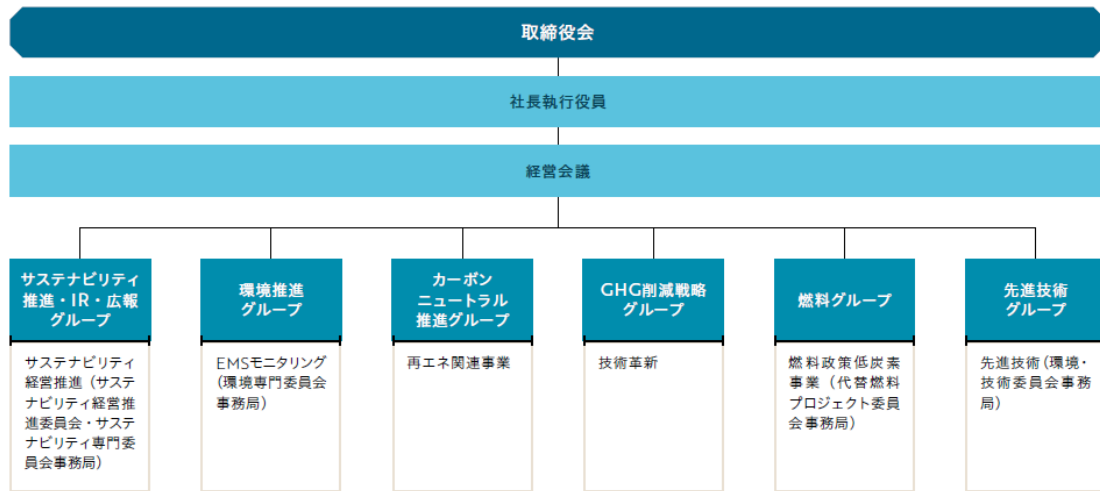 取締役会
社長執行役員
経営会議
サステナビリティ
推進・IR・広報
グループ
サステナビリティ
経営推進（サステ
ナビリティ経営推
進委員会・サステ
ナビリティ専門委
員会事務局）
環境推進
グループ
EMSモニタリング
（環境専門委員会
事務局）
カーボン
ニュートラル
推進グループ
再エネ関連事業
GHG削減戦略
グループ
技術革新
燃料グループ
燃料政策低炭素
事業（代替燃料
プロジェクト委員
会事務局）
先進技術
グループ
先進技術（環境・
技術委員会事務
局）